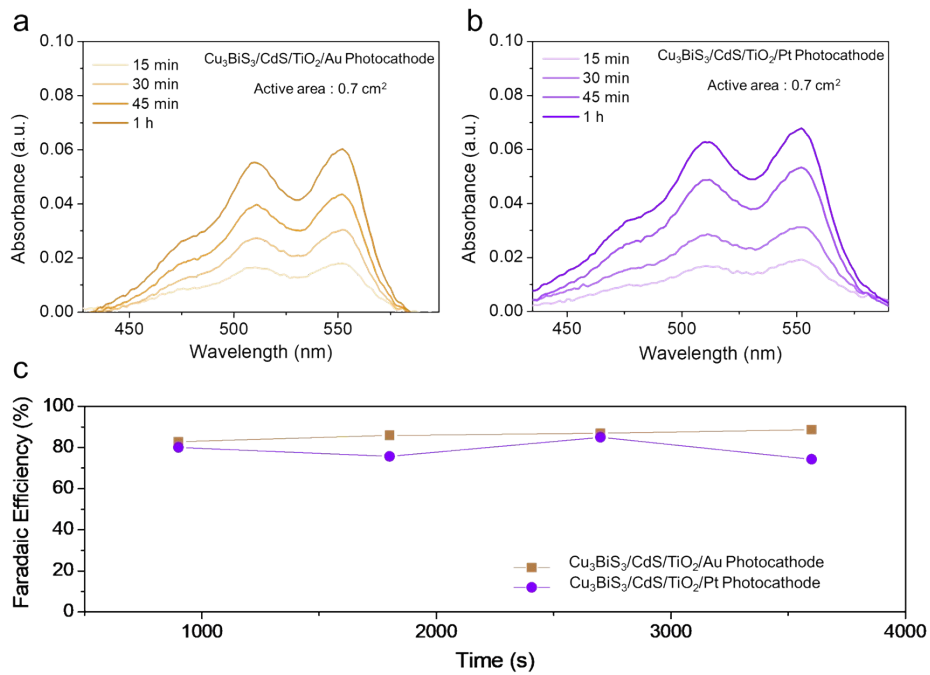 a
Cu₃BiS₃/CdS/TiO₂/Au Photocathode
Active area : 0.7 cm²
15 min
30 min
45 min
1 h
0.10
0.08
0.06
0.04
0.02
0.00
Absorbance (a.u.)
450
500
550
Wavelength (nm)
b
Cu₃BiS₃/CdS/TiO₂/Pt Photocathode
Active area : 0.7 cm²
15 min
30 min
45 min
1 h
0.10
0.08
0.06
0.04
0.02
0.00
Absorbance (a.u.)
450
500
550
Wavelength (nm)
c
100
80
60
40
20
0
Faradaic Efficiency (%)
Cu₃BiS₃/CdS/TiO₂/Au Photocathode
Cu₃BiS₃/CdS/TiO₂/Pt Photocathode
1000
2000
3000
4000
Time (s)